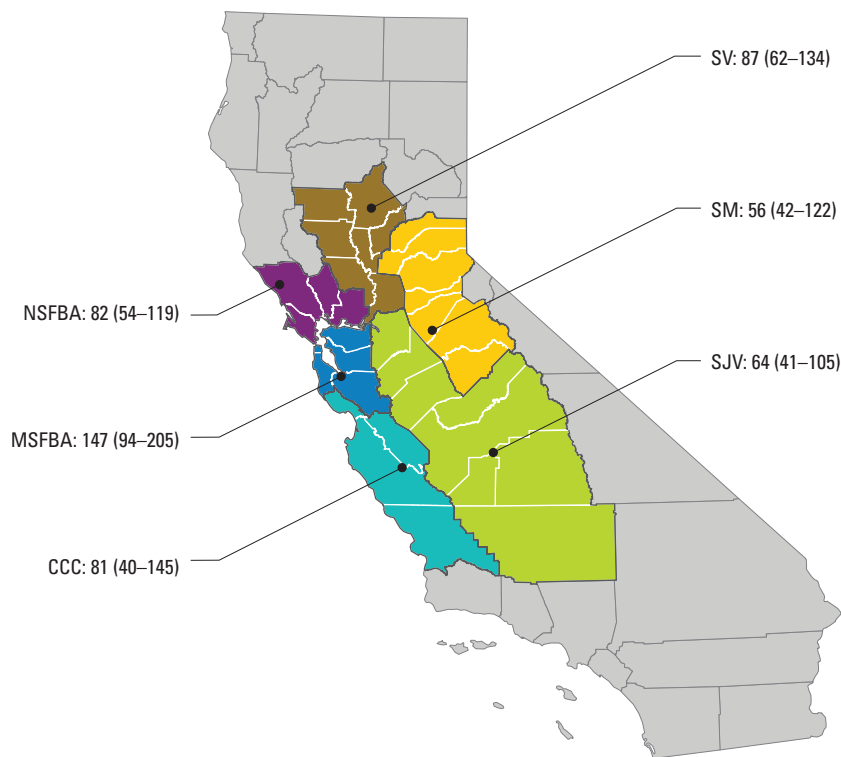 SV: 87 (62–134)
SM: 56 (42–122)
NSFBA: 82 (54–119)
SJV: 64 (41–105)
MSFBA: 147 (94–205)
CCC: 81 (40–145)